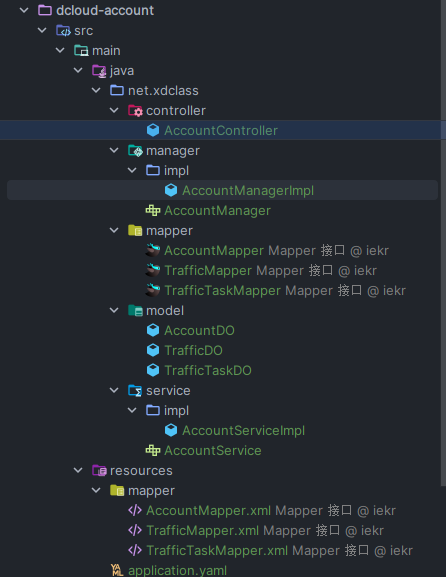 dcloud-account
src
main
java
net.xdclass
controller
AccountController
manager
impl
AccountManagerImpl
AccountManager
mapper
AccountMapper Mapper 接口 @ iekr
TrafficMapper Mapper 接口 @ iekr
TrafficTaskMapper Mapper 接口 @ iekr
model
AccountDO
TrafficDO
TrafficTaskDO
service
impl
AccountServiceImpl
AccountService
resources
mapper
AccountMapper.xml Mapper 接口 @ iekr
TrafficMapper.xml Mapper 接口 @ iekr
TrafficTaskMapper.xml Mapper 接口 @ iekr
application.yaml